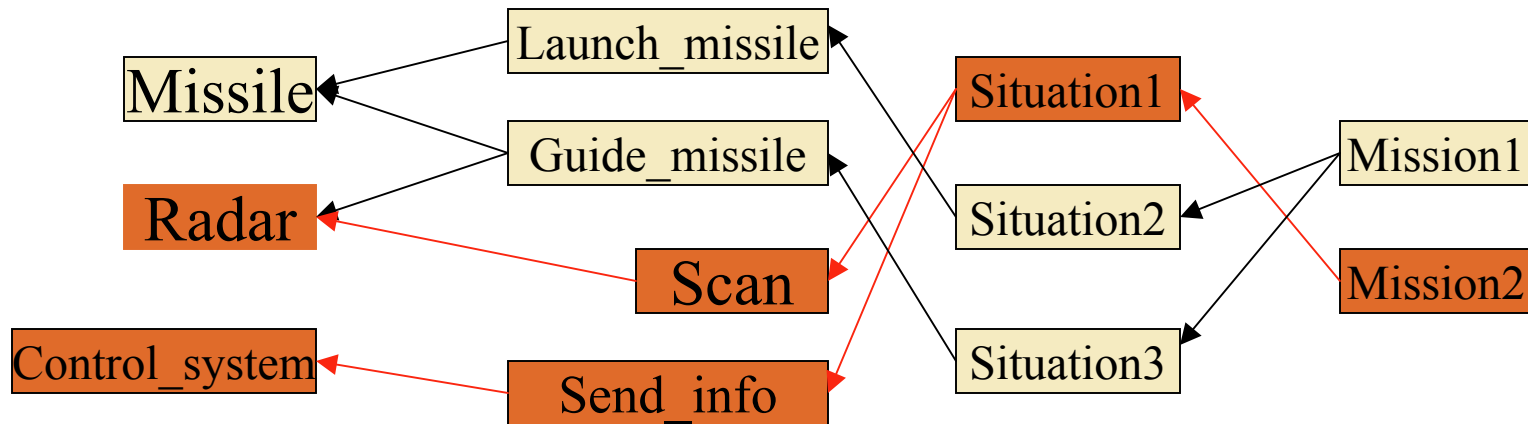 Missile
Radar
Control_system
Launch_missile
Guide_missile
Scan
Send_info
Situation1
Situation2
Situation3
Mission1
Mission2